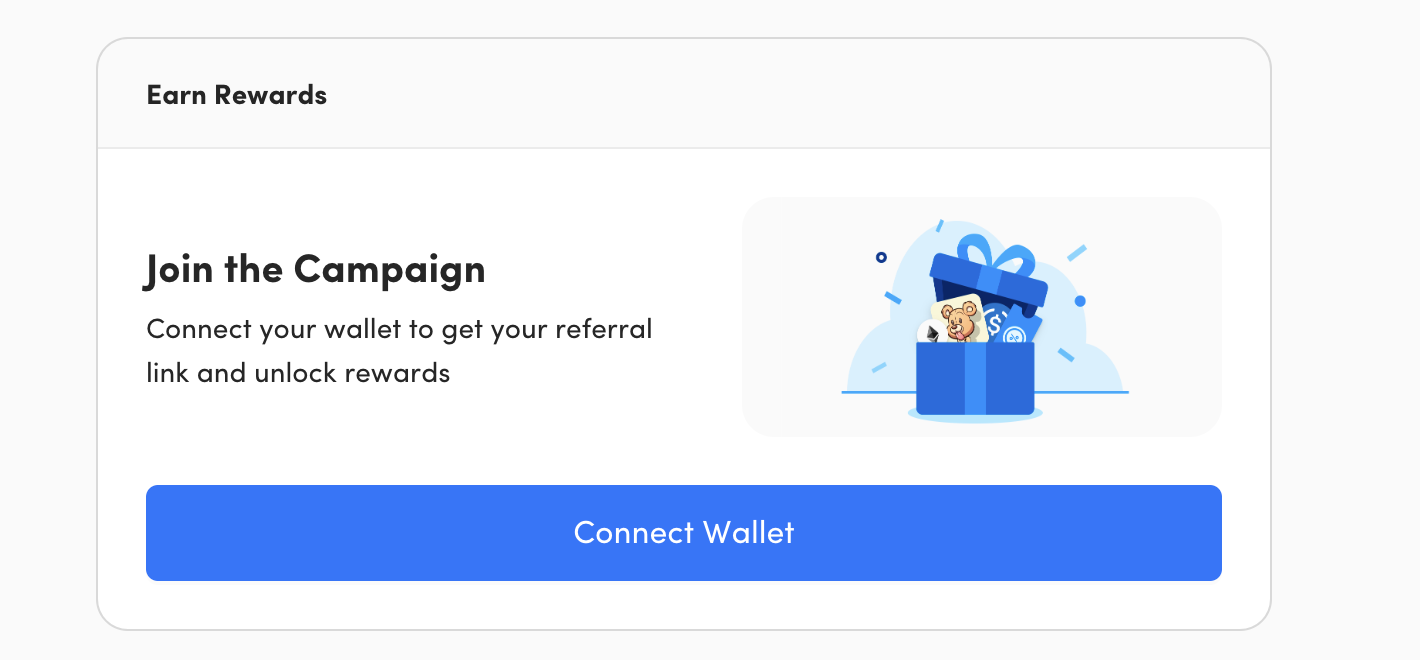 Earn Rewards
Join the Campaign
Connect your wallet to get your referral
link and unlock rewards
Connect Wallet